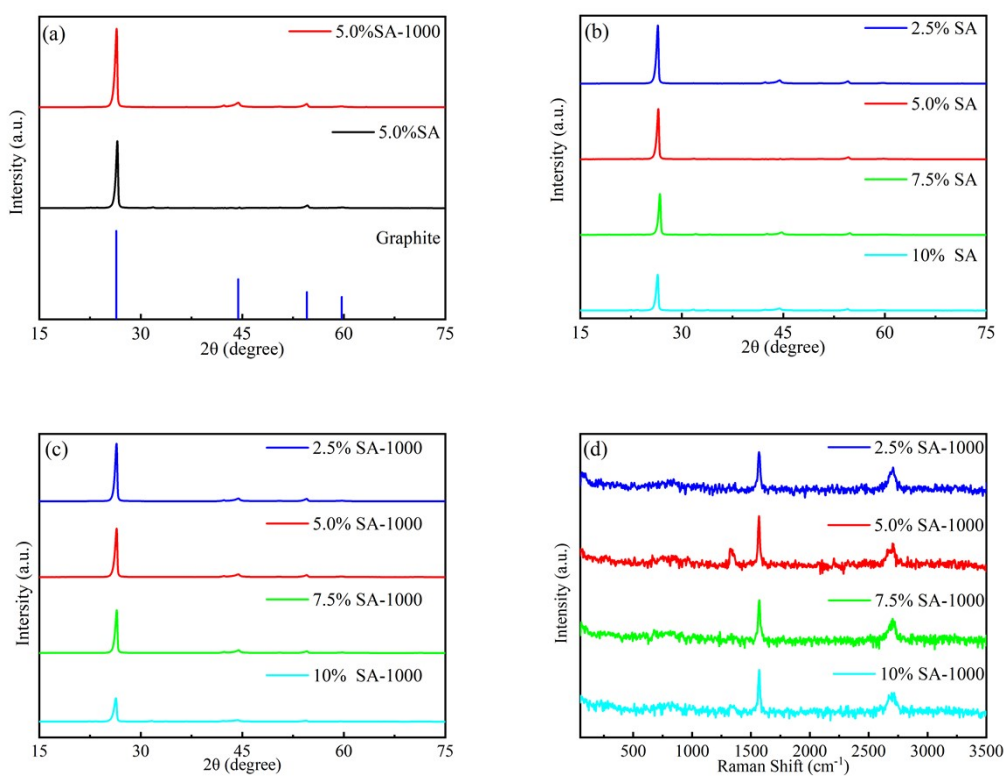 (a)
5.0%SA-1000
5.0%SA
Graphite
Intersity (a.u.)
15 30 45 60 75
2θ (degree)
(b)
2.5% SA
5.0% SA
7.5% SA
10% SA
Intersity (a.u.)
15 30 45 60 75
2θ (degree)
(c)
2.5% SA-1000
5.0% SA-1000
7.5% SA-1000
10% SA-1000
Intersity (a.u.)
15 30 45 60 75
2θ (degree)
(d)
2.5% SA-1000
5.0% SA-1000
7.5% SA-1000
10% SA-1000
Intensity (a.u.)
500 1000 1500 2000 2500 3000 3500
Raman Shift (cm⁻¹)